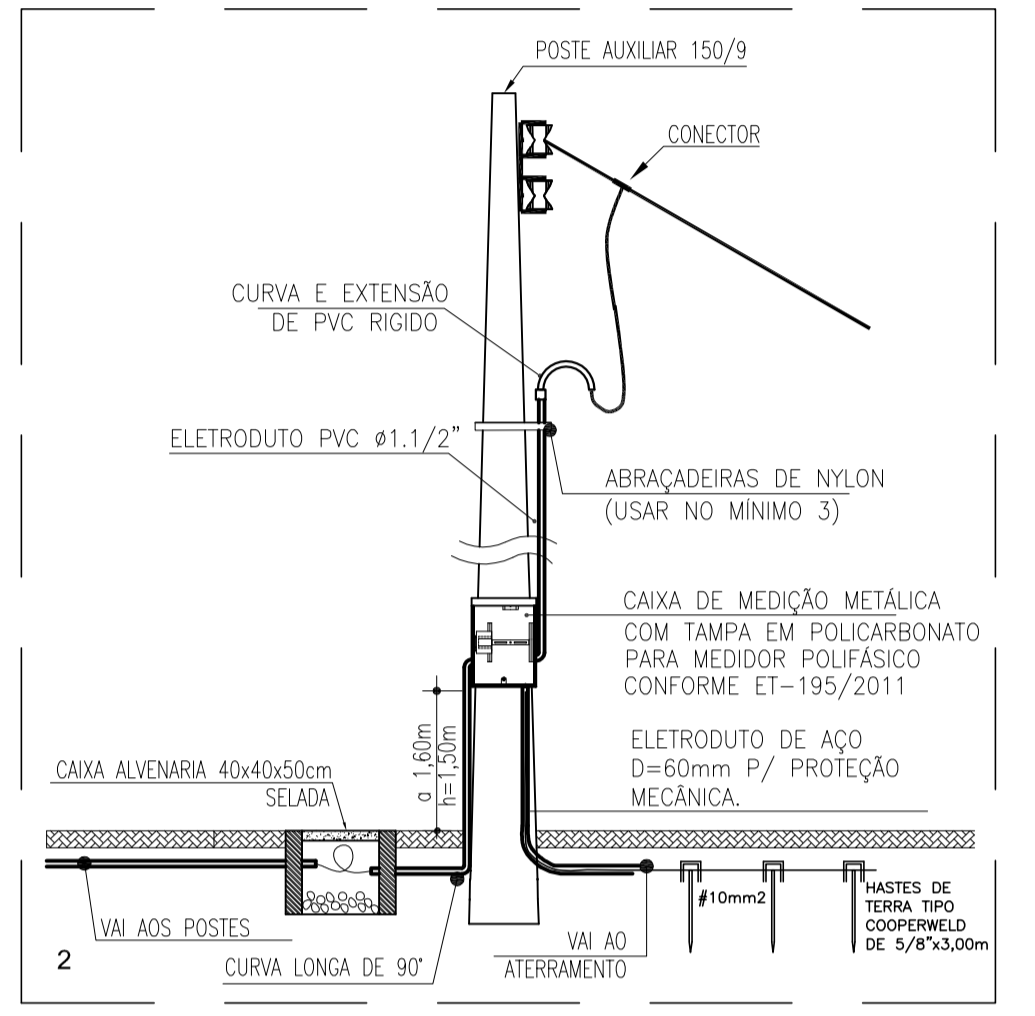 POSTE AUXILIAR 150/9
CONECTOR
CURVA E EXTENSÃO
DE PVC RIGIDO
ELETRODUTO PVC ø1.1/2"
ABRAÇADEIRAS DE NYLON
(USAR NO MÍNIMO 3)
CAIXA DE MEDIÇÃO METÁLICA
COM TAMPA EM POLICARBONATO
PARA MEDIDOR POLIFÁSICO
CONFORME ET-195/2011
h=1,50m
a 1,60m
ELETRODUTO DE AÇO
D=60mm P/ PROTEÇÃO
MECÂNICA.
CAIXA ALVENARIA 40x40x50cm
SELADA
VAI AOS POSTES
CURVA LONGA DE 90°
VAI AO
ATERRAMENTO
#10mm2
HASTES DE
TERRA TIPO
COOPERWELD
DE 5/8"x3,00m
2